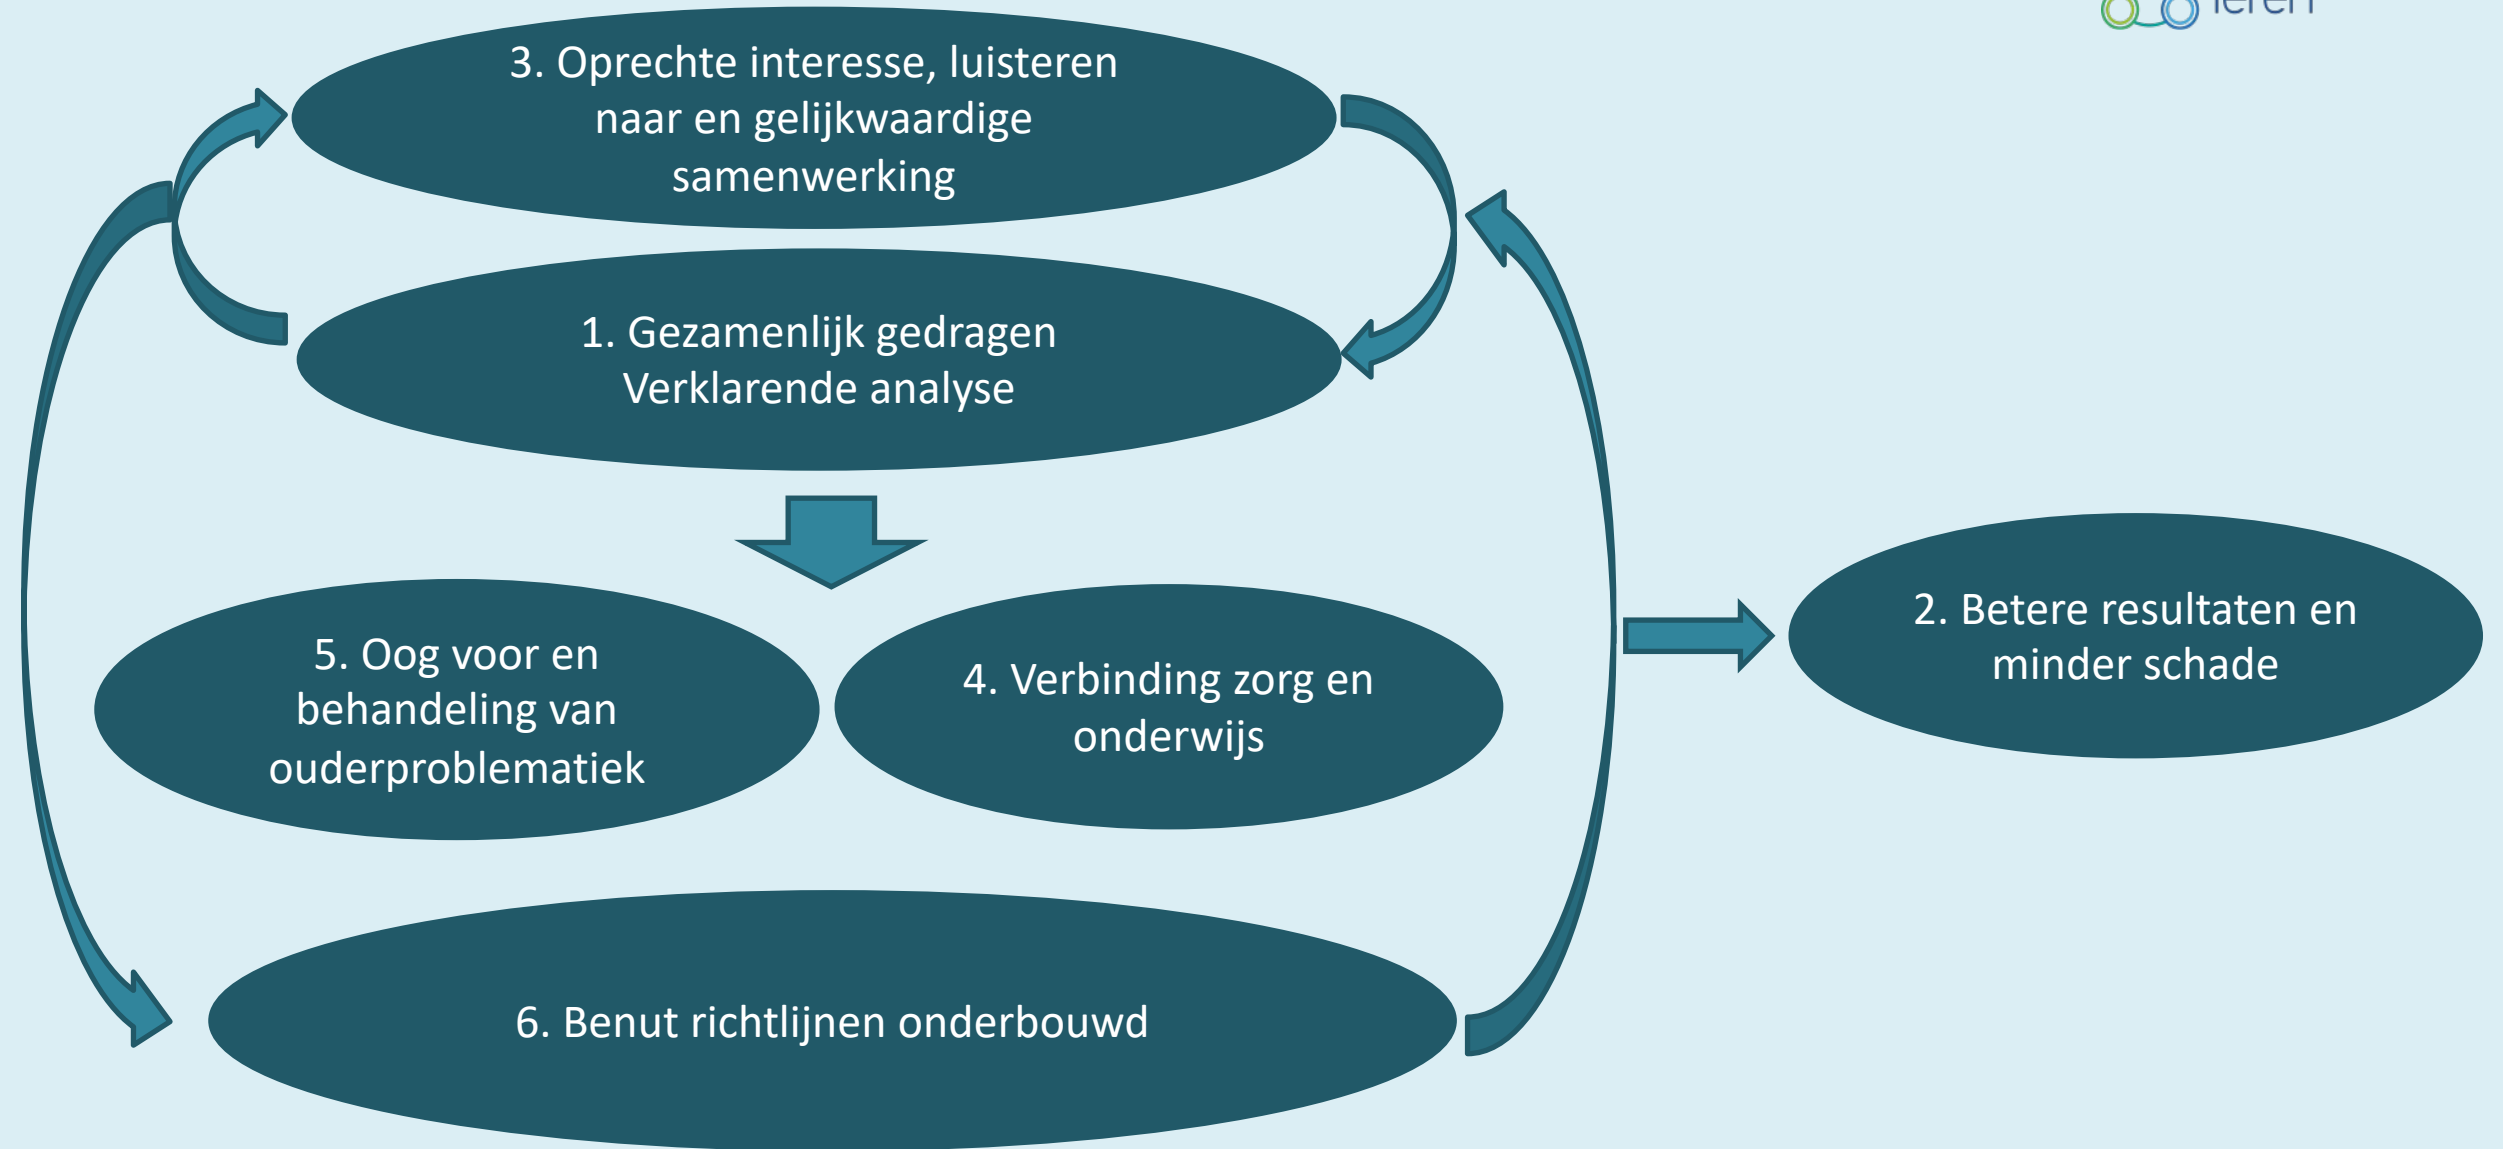 leren
3. Oprechte interesse, luisteren
naar en gelijkwaardige
samenwerking
1. Gezamenlijk gedragen
Verklarende analyse
2. Betere resultaten en
minder schade
5. Oog voor en
behandeling van
ouderproblematiek
4. Verbinding zorg en
onderwijs
6. Benut richtlijnen onderbouwd